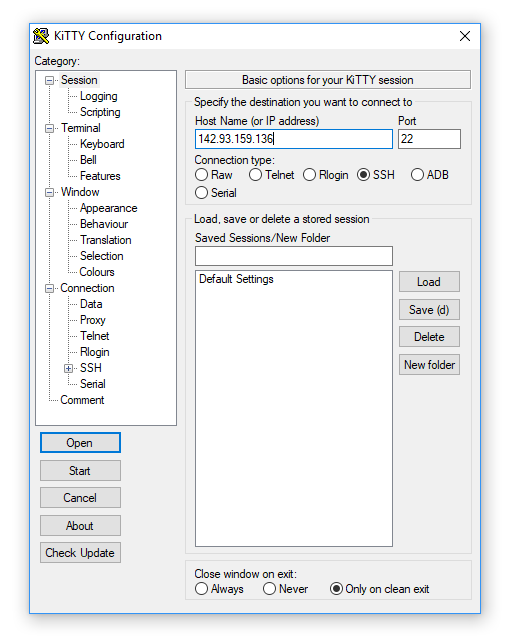 KiTTY Configuration
Category:
Session
Logging
Scripting
Terminal
Keyboard
Bell
Features
Window
Appearance
Behaviour
Translation
Selection
Colours
Connection
Data
Proxy
Telnet
Rlogin
SSH
Serial
Comment
Open
Start
Cancel
About
Check Update
Basic options for your KiTTY session
Specify the destination you want to connect to
Host Name (or IP address) Port
142.93.159.136 22
Connection type:
Raw Telnet Rlogin SSH ADB
Serial
Load, save or delete a stored session
Saved Sessions/New Folder
Default Settings
Load
Save (d)
Delete
New folder
Close window on exit:
Always Never Only on clean exit